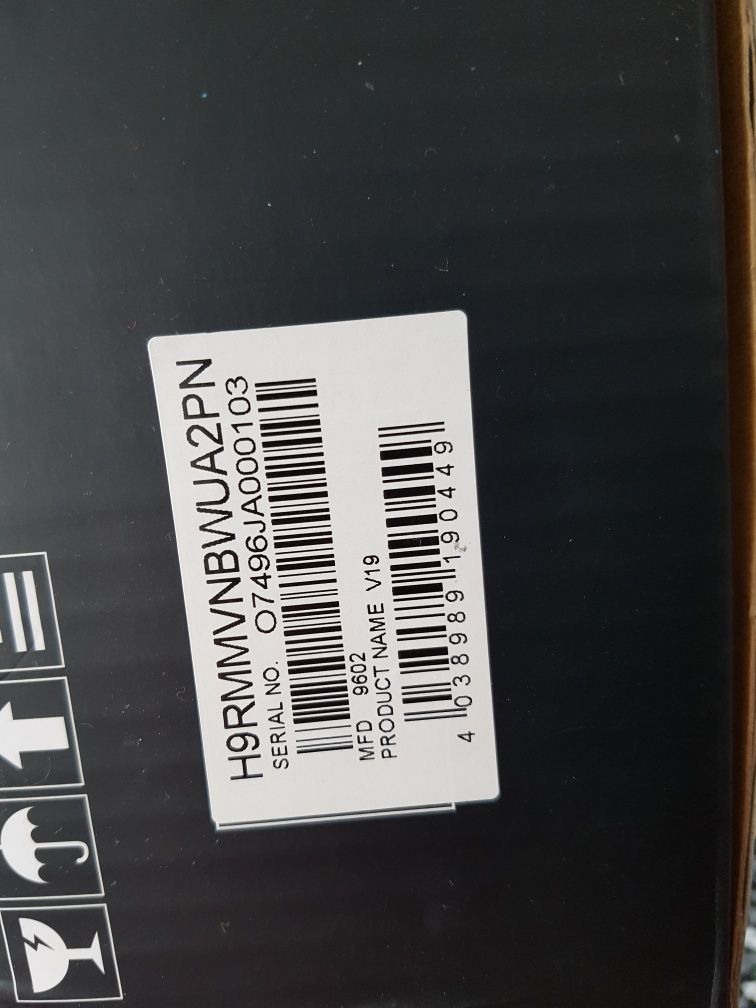 H9RMMVNBWUA2PN
SERIAL NO. O7496JA000103
MFD 9602
PRODUCT NAME V19
4 038989 190449